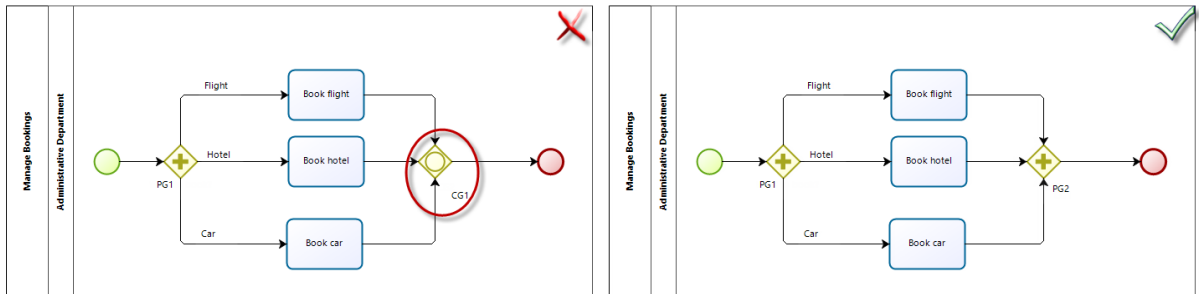 Manage Bookings
Administrative Department
Flight
Book flight
Hotel
Book hotel
PG1
CG1
Car
Book car
Manage Bookings
Administrative Department
Flight
Book flight
Hotel
Book hotel
PG1
PG2
Car
Book car